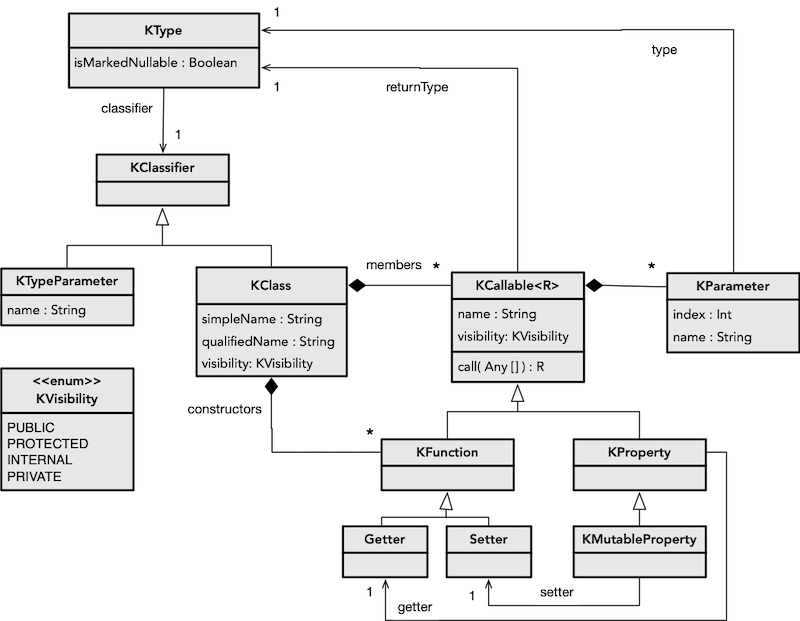 1
KType
type
isMarkedNullable : Boolean
1
returnType
classifier
1
KClassifier
members
*
*
KTypeParameter
name : String
KClass
simpleName : String
qualifiedName : String
visibility: KVisibility
KCallable<R>
name : String
visibility: KVisibility
call( Any [] ) : R
KParameter
index : Int
name : String
<<enum>>
KVisibility
PUBLIC
PROTECTED
INTERNAL
PRIVATE
constructors
*
KFunction
KProperty
Getter
Setter
KMutableProperty
1
getter
1
setter